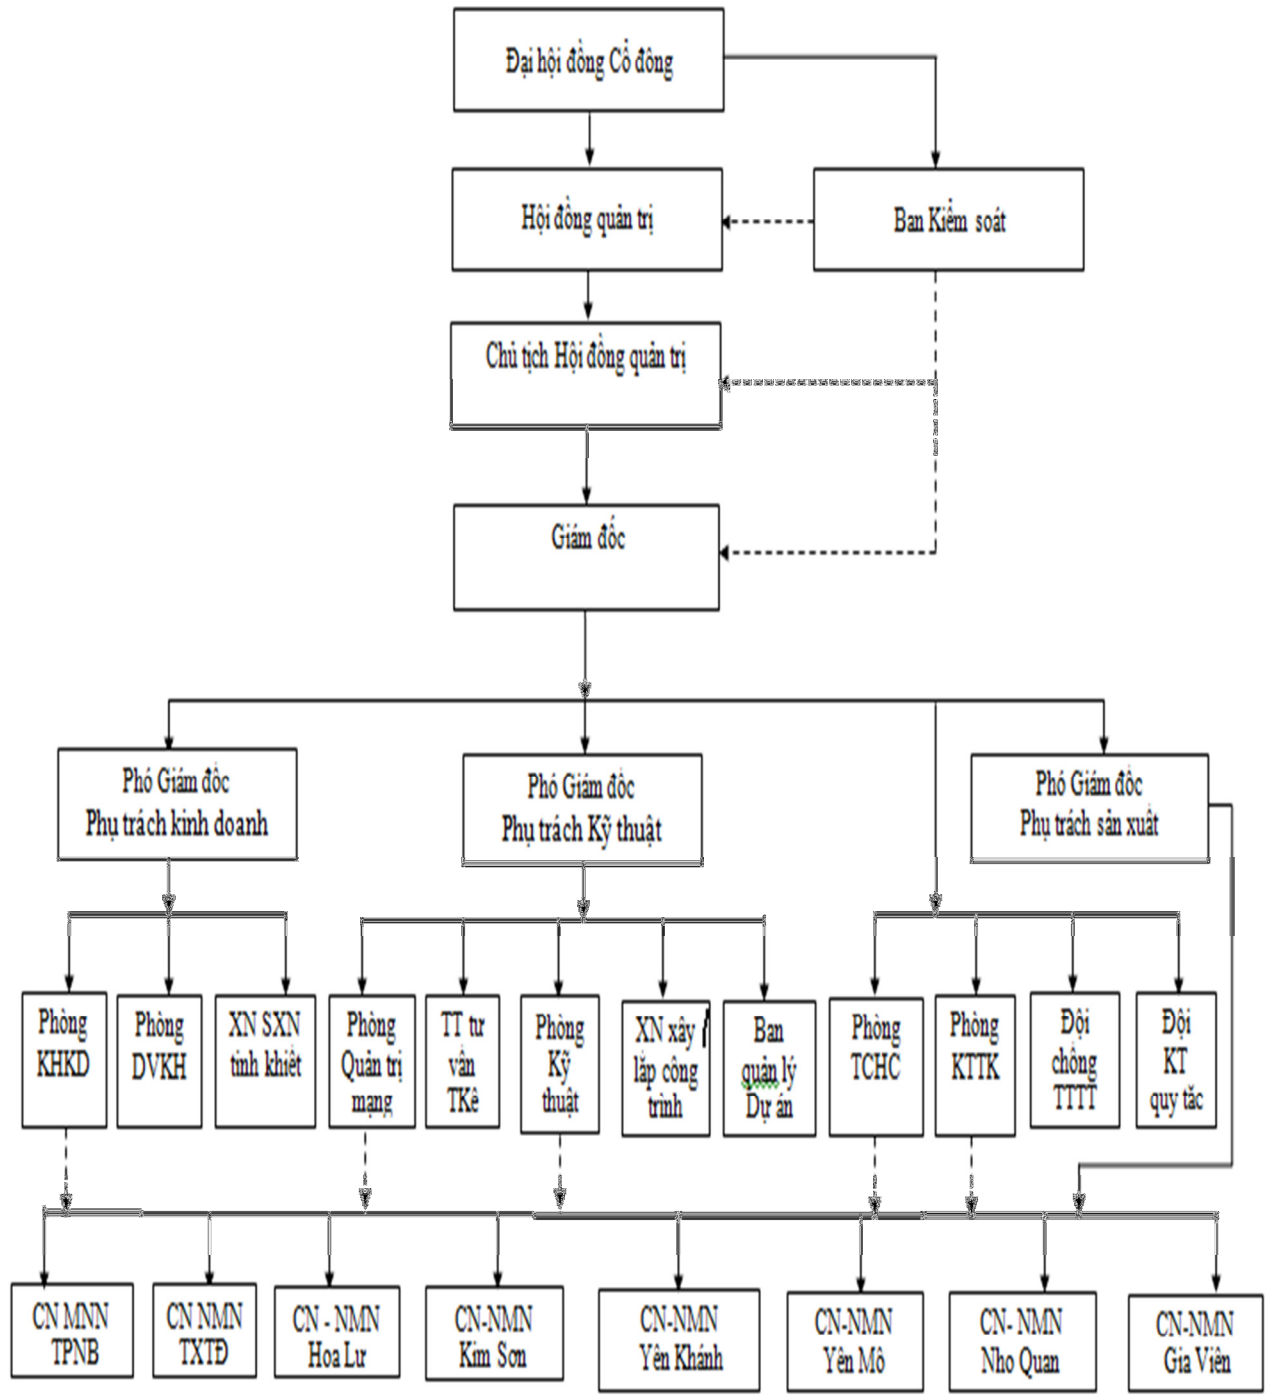 Đại hội đồng Cổ đông
Hội đồng quản trị
Ban Kiểm soát
Chủ tịch Hội đồng quản trị
Giám đốc
Phó Giám đốc
Phụ trách kinh doanh
Phó Giám đốc
Phụ trách Kỹ thuật
Phó Giám đốc
Phụ trách sản xuất
Phòng
KHKD
Phòng
DVKH
XN SXN
tinh khiết
Phòng
Quản trị
mạng
TT tư
vấn
TKê
Phòng
Kỹ
thuật
XN xây
lắp công
trình
Ban
quản lý
Dự án
Phòng
TCHC
Phòng
KTTK
Đội
chống
TTTT
Đội
KT
quy tắc
CN MNN
TPNB
CN NMN
TXTĐ
CN - NMN
Hoa Lư
CN-NMN
Kim Sơn
CN-NMN
Yên Khánh
CN-NMN
Yên Mô
CN- NMN
Nho Quan
CN-NMN
Gia Viên